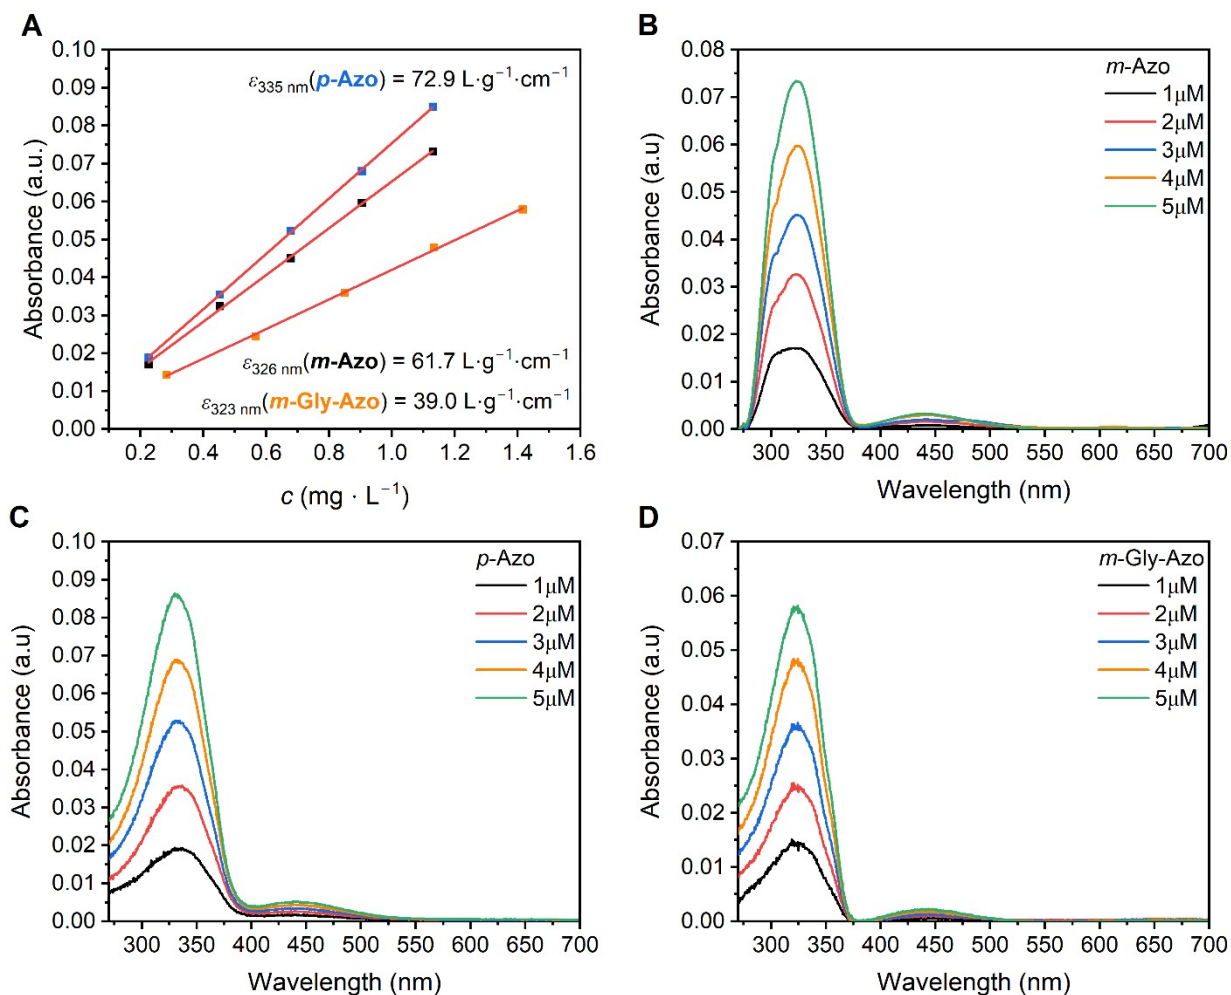 A
0.10
0.09
0.08
0.07
0.06
0.05
0.04
0.03
0.02
0.01
0.00
Absorbance (a.u.)
ε335 nm(p-Azo) = 72.9 L·g−1·cm−1
ε326 nm(m-Azo) = 61.7 L·g−1·cm−1
ε323 nm(m-Gly-Azo) = 39.0 L·g−1·cm−1
0.2 0.4 0.6 0.8 1.0 1.2 1.4 1.6
c (mg · L−1)
B
0.08
0.07
0.06
0.05
0.04
0.03
0.02
0.01
0.00
Absorbance (a.u)
m-Azo
1μM
2μM
3μM
4μM
5μM
300 350 400 450 500 550 600 650 700
Wavelength (nm)
C
0.10
0.09
0.08
0.07
0.06
0.05
0.04
0.03
0.02
0.01
0.00
Absorbance (a.u)
p-Azo
1μM
2μM
3μM
4μM
5μM
300 350 400 450 500 550 600 650 700
Wavelength (nm)
D
0.07
0.06
0.05
0.04
0.03
0.02
0.01
0.00
Absorbance (a.u)
m-Gly-Azo
1μM
2μM
3μM
4μM
5μM
300 350 400 450 500 550 600 650 700
Wavelength (nm)